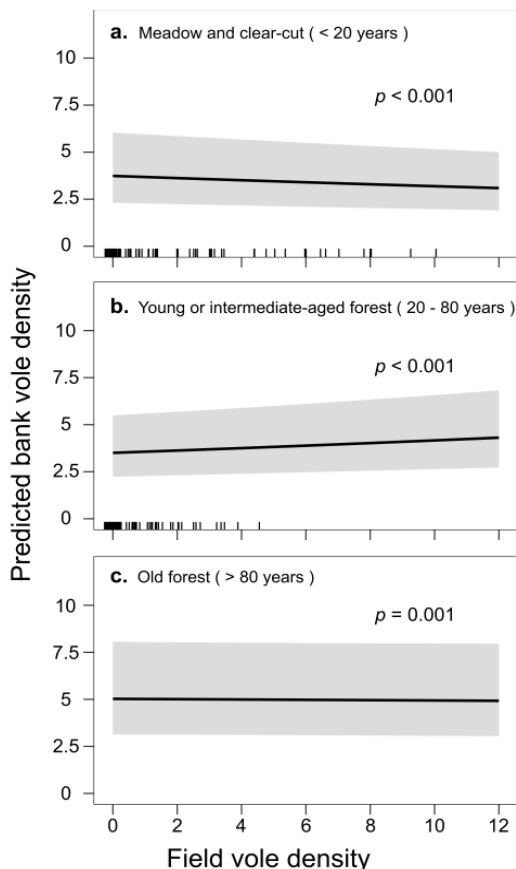 a. Meadow and clear-cut ( < 20 years )
p < 0.001
10
7.5
5
2.5
0
b. Young or intermediate-aged forest ( 20 - 80 years )
p < 0.001
10
7.5
5
2.5
0
c. Old forest ( > 80 years )
p = 0.001
10
7.5
5
2.5
0
0 2 4 6 8 10 12
Predicted bank vole density
Field vole density